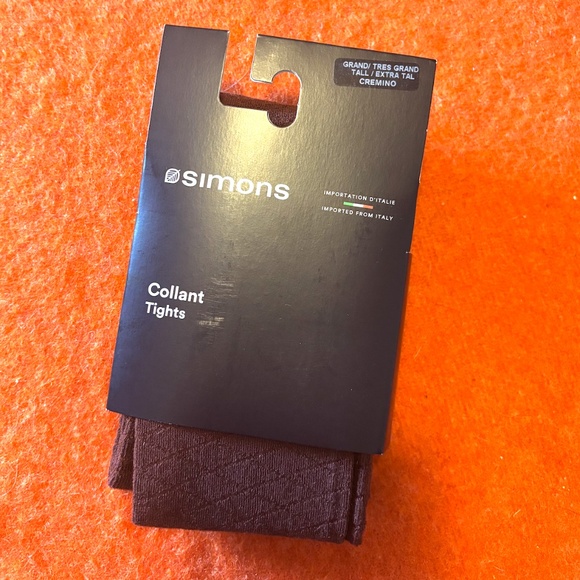 GRAND/ TRES GRAND
TALL / EXTRA TAL
CREMINO
simons
IMPORTATION D'ITALIE
IMPORTED FROM ITALY
Collant
Tights